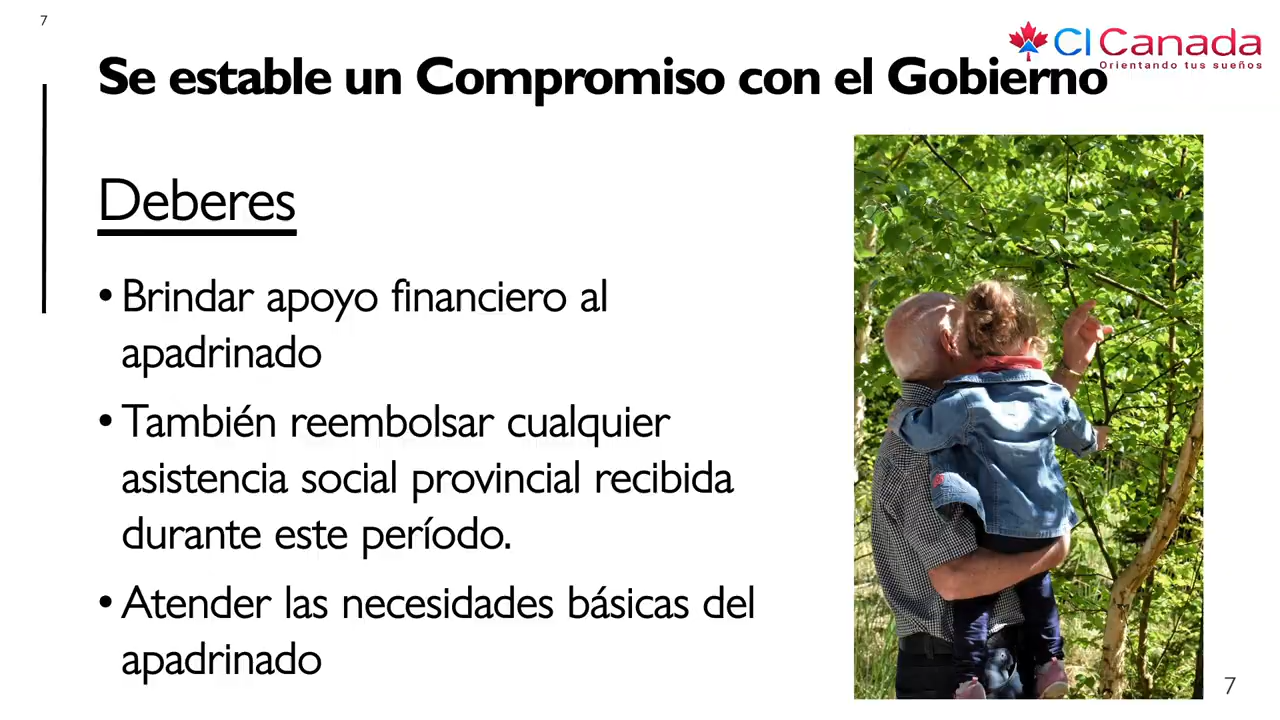 7
CI Canada
Orientando tus sueños
Se estable un Compromiso con el Gobierno
Deberes
• Brindar apoyo financiero al
apadrinado
• También reembolsar cualquier
asistencia social provincial recibida
durante este período.
• Atender las necesidades básicas del
apadrinado
7